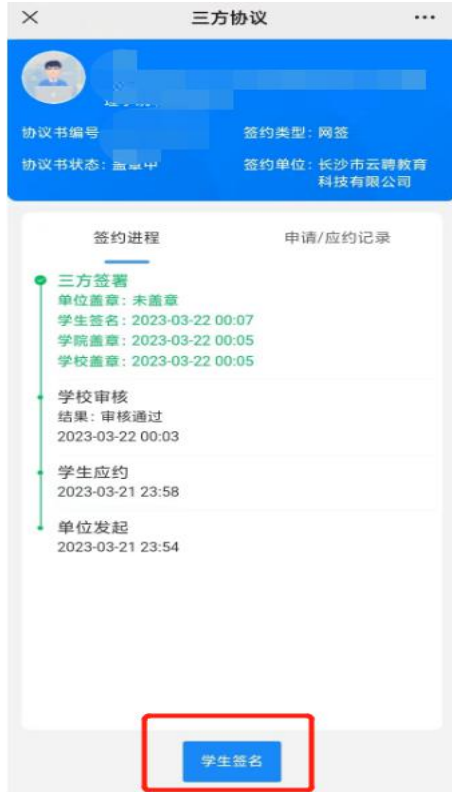 三方协议
协议书编号
签约类型: 网签
协议书状态: 盖章中
签约单位: 长沙市云聘教育
科技有限公司
签约进程
申请/应约记录
三方签署
单位盖章: 未盖章
学生签名: 2023-03-22 00:07
学院盖章: 2023-03-22 00:05
学校盖章: 2023-03-22 00:05
学校审核
结果: 审核通过
2023-03-22 00:03
学生应约
2023-03-21 23:58
单位发起
2023-03-21 23:54
学生签名